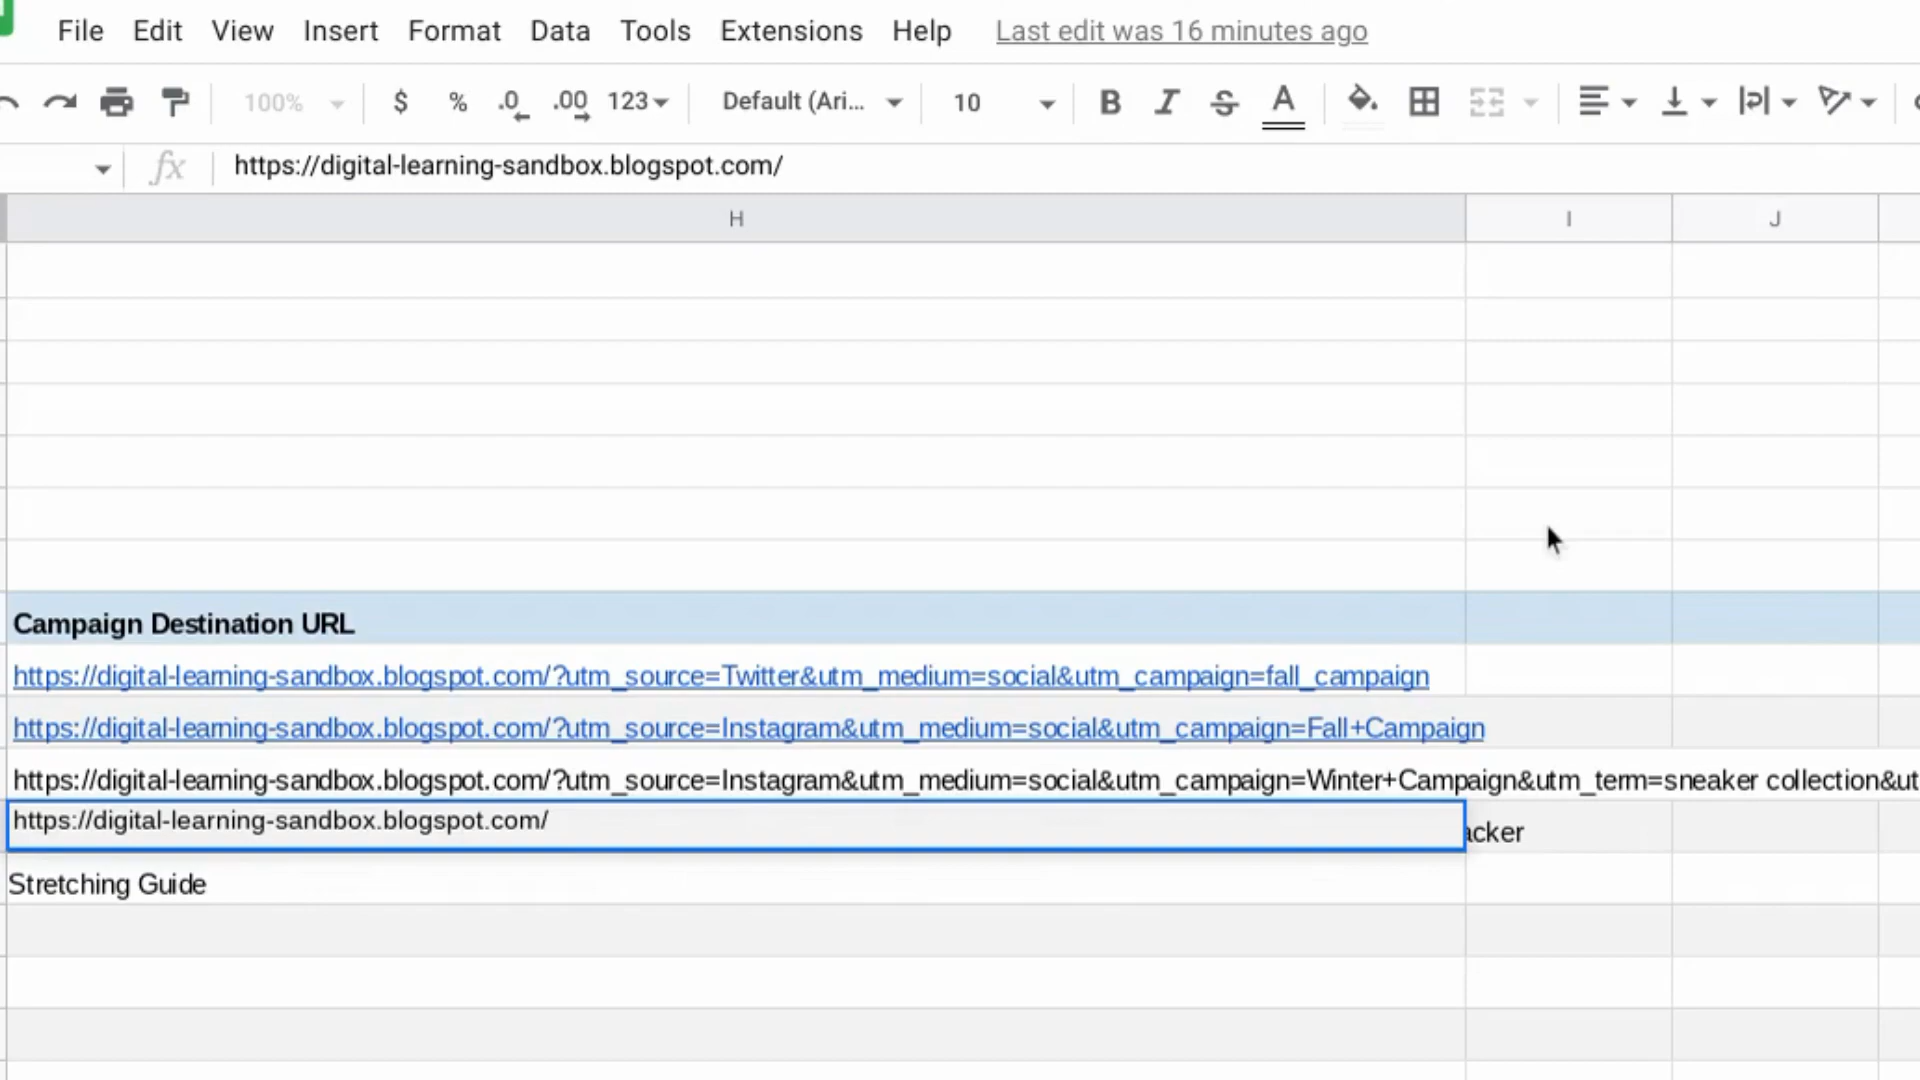 File Edit View Insert Format Data Tools Extensions Help Last edit was 16 minutes ago
100% $ % .0 .00 123 Default (Ari... 10 B I S A
fx https://digital-learning-sandbox.blogspot.com/
H I J
Campaign Destination URL
https://digital-learning-sandbox.blogspot.com/?utm_source=Twitter&utm_medium=social&utm_campaign=fall_campaign
https://digital-learning-sandbox.blogspot.com/?utm_source=Instagram&utm_medium=social&utm_campaign=Fall+Campaign
https://digital-learning-sandbox.blogspot.com/?utm_source=Instagram&utm_medium=social&utm_campaign=Winter+Campaign&utm_term=sneaker collection&ut
https://digital-learning-sandbox.blogspot.com/ acker
Stretching Guide